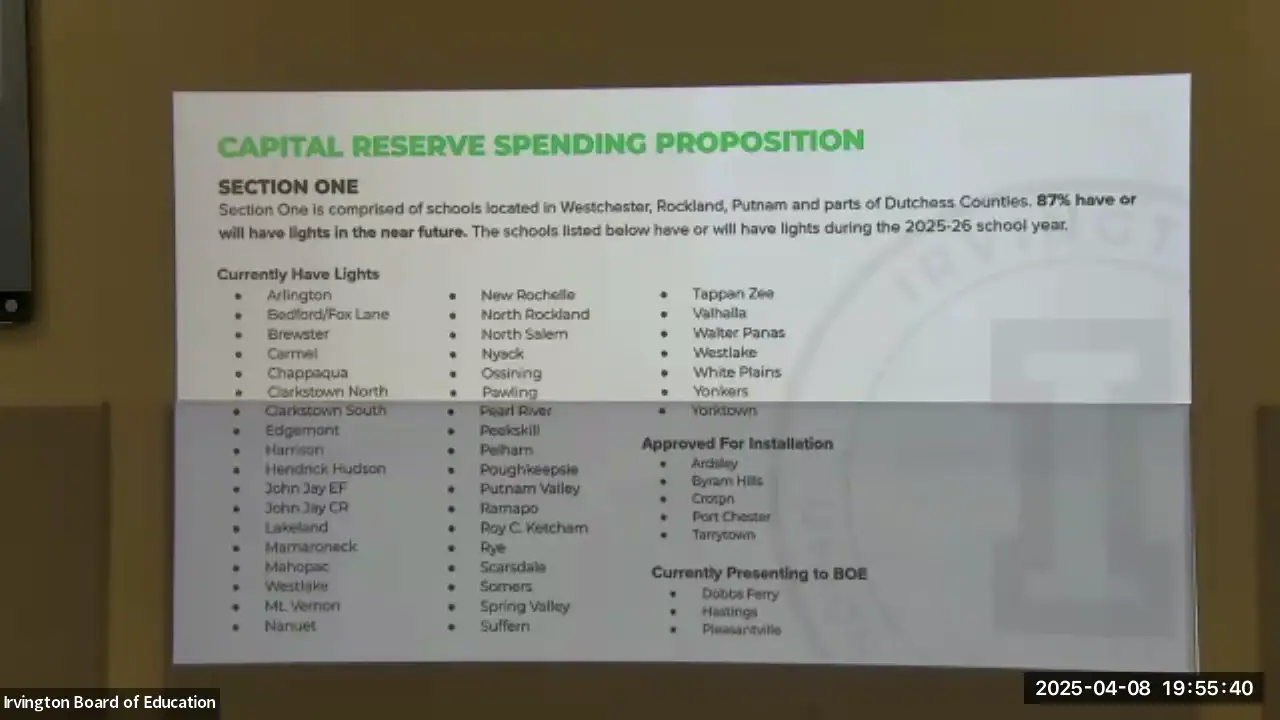 CAPITAL RESERVE SPENDING PROPOSITION
SECTION ONE
Section One is comprised of schools located in Westchester, Rockland, Putnam and parts of Dutchess Counties. 87% have or
will have lights in the near future. The schools listed below have or will have lights during the 2025-26 school year.
Currently Have Lights
Arlington
Bedford/Fox Lane
Brewster
Carmel
Chappaqua
Clarkstown North
Clarkstown South
Edgemont
Harrison
Hendrick Hudson
John Jay EF
John Jay CR
Lakeland
Mamaroneck
Mahopac
Westlake
Mt. Vernon
Nanuet
New Rochelle
North Rockland
North Salem
Nyack
Ossining
Pawling
Pearl River
Peekskill
Pelham
Poughkeepsie
Putnam Valley
Ramapo
Roy C. Ketcham
Rye
Scarsdale
Somers
Spring Valley
Suffern
Tappan Zee
Valhalla
Walter Panas
Westlake
White Plains
Yonkers
Yorktown
Approved For Installation
Ardsley
Byram Hills
Croton
Port Chester
Tarrytown
Currently Presenting to BOE
Dobbs Ferry
Hastings
Pleasantville
I
Irvington Board of Education
2025-04-08 19:55:40